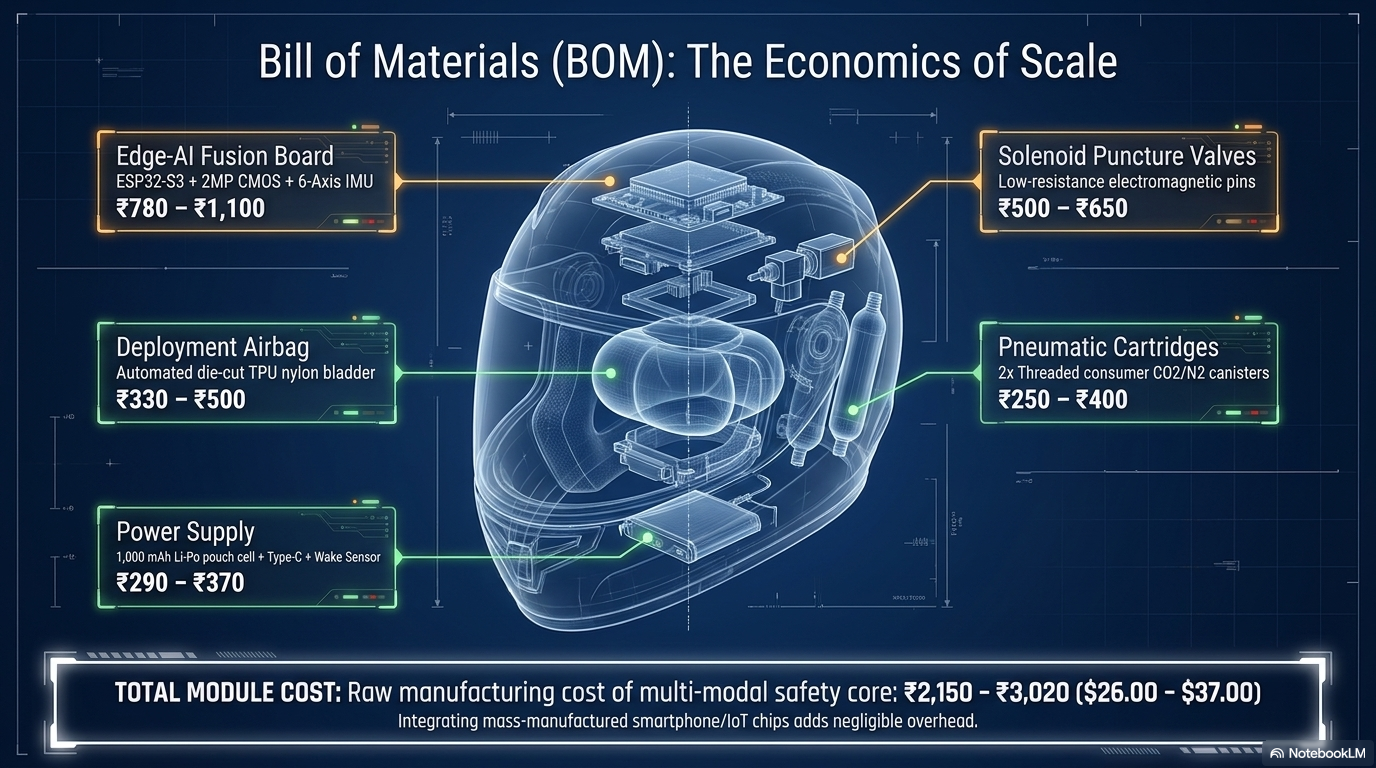 Bill of Materials (BOM): The Economics of Scale
Edge-AI Fusion Board
ESP32-S3 + 2MP CMOS + 6-Axis IMU
₹780 – ₹1,100
Solenoid Puncture Valves
Low-resistance electromagnetic pins
₹500 – ₹650
Deployment Airbag
Automated die-cut TPU nylon bladder
₹330 – ₹500
Pneumatic Cartridges
2x Threaded consumer CO2/N2 canisters
₹250 – ₹400
Power Supply
1,000 mAh Li-Po pouch cell + Type-C + Wake Sensor
₹290 – ₹370
TOTAL MODULE COST: Raw manufacturing cost of multi-modal safety core: ₹2,150 – ₹3,020 ($26.00 – $37.00)
Integrating mass-manufactured smartphone/IoT chips adds negligible overhead.
NotebookLM